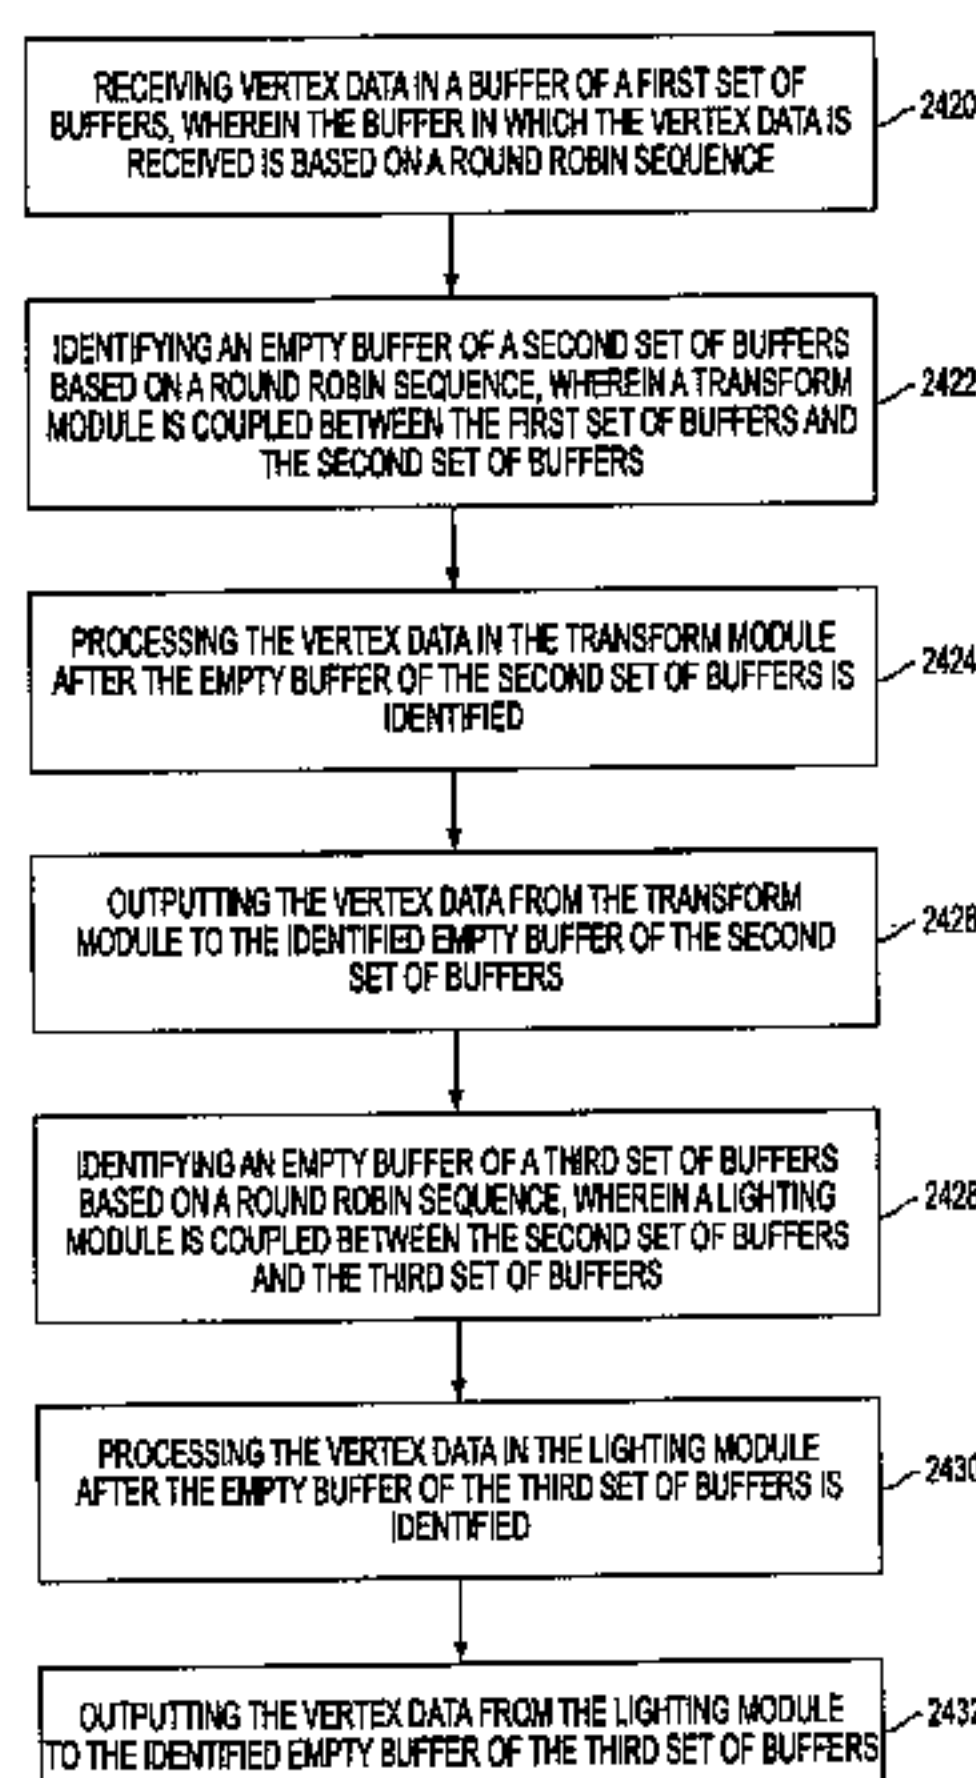 RECEIVING VERTEX DATA IN A BUFFER OF A FIRST SET OF
BUFFERS, WHEREIN THE BUFFER IN WHICH THE VERTEX DATA IS
RECEIVED IS BASED ON A ROUND ROBIN SEQUENCE
2420
IDENTIFYING AN EMPTY BUFFER OF A SECOND SET OF BUFFERS
BASED ON A ROUND ROBIN SEQUENCE, WHEREIN A TRANSFORM
MODULE IS COUPLED BETWEEN THE FIRST SET OF BUFFERS AND
THE SECOND SET OF BUFFERS
2422
PROCESSING THE VERTEX DATA IN THE TRANSFORM MODULE
AFTER THE EMPTY BUFFER OF THE SECOND SET OF BUFFERS IS
IDENTIFIED
2424
OUTPUTTING THE VERTEX DATA FROM THE TRANSFORM
MODULE TO THE IDENTIFIED EMPTY BUFFER OF THE SECOND
SET OF BUFFERS
2426
IDENTIFYING AN EMPTY BUFFER OF A THIRD SET OF BUFFERS
BASED ON A ROUND ROBIN SEQUENCE, WHEREIN A LIGHTING
MODULE IS COUPLED BETWEEN THE SECOND SET OF BUFFERS
AND THE THIRD SET OF BUFFERS
2428
PROCESSING THE VERTEX DATA IN THE LIGHTING MODULE
AFTER THE EMPTY BUFFER OF THE THIRD SET OF BUFFERS IS
IDENTIFIED
2430
OUTPUTTING THE VERTEX DATA FROM THE LIGHTING MODULE
TO THE IDENTIFIED EMPTY BUFFER OF THE THIRD SET OF BUFFERS
2432